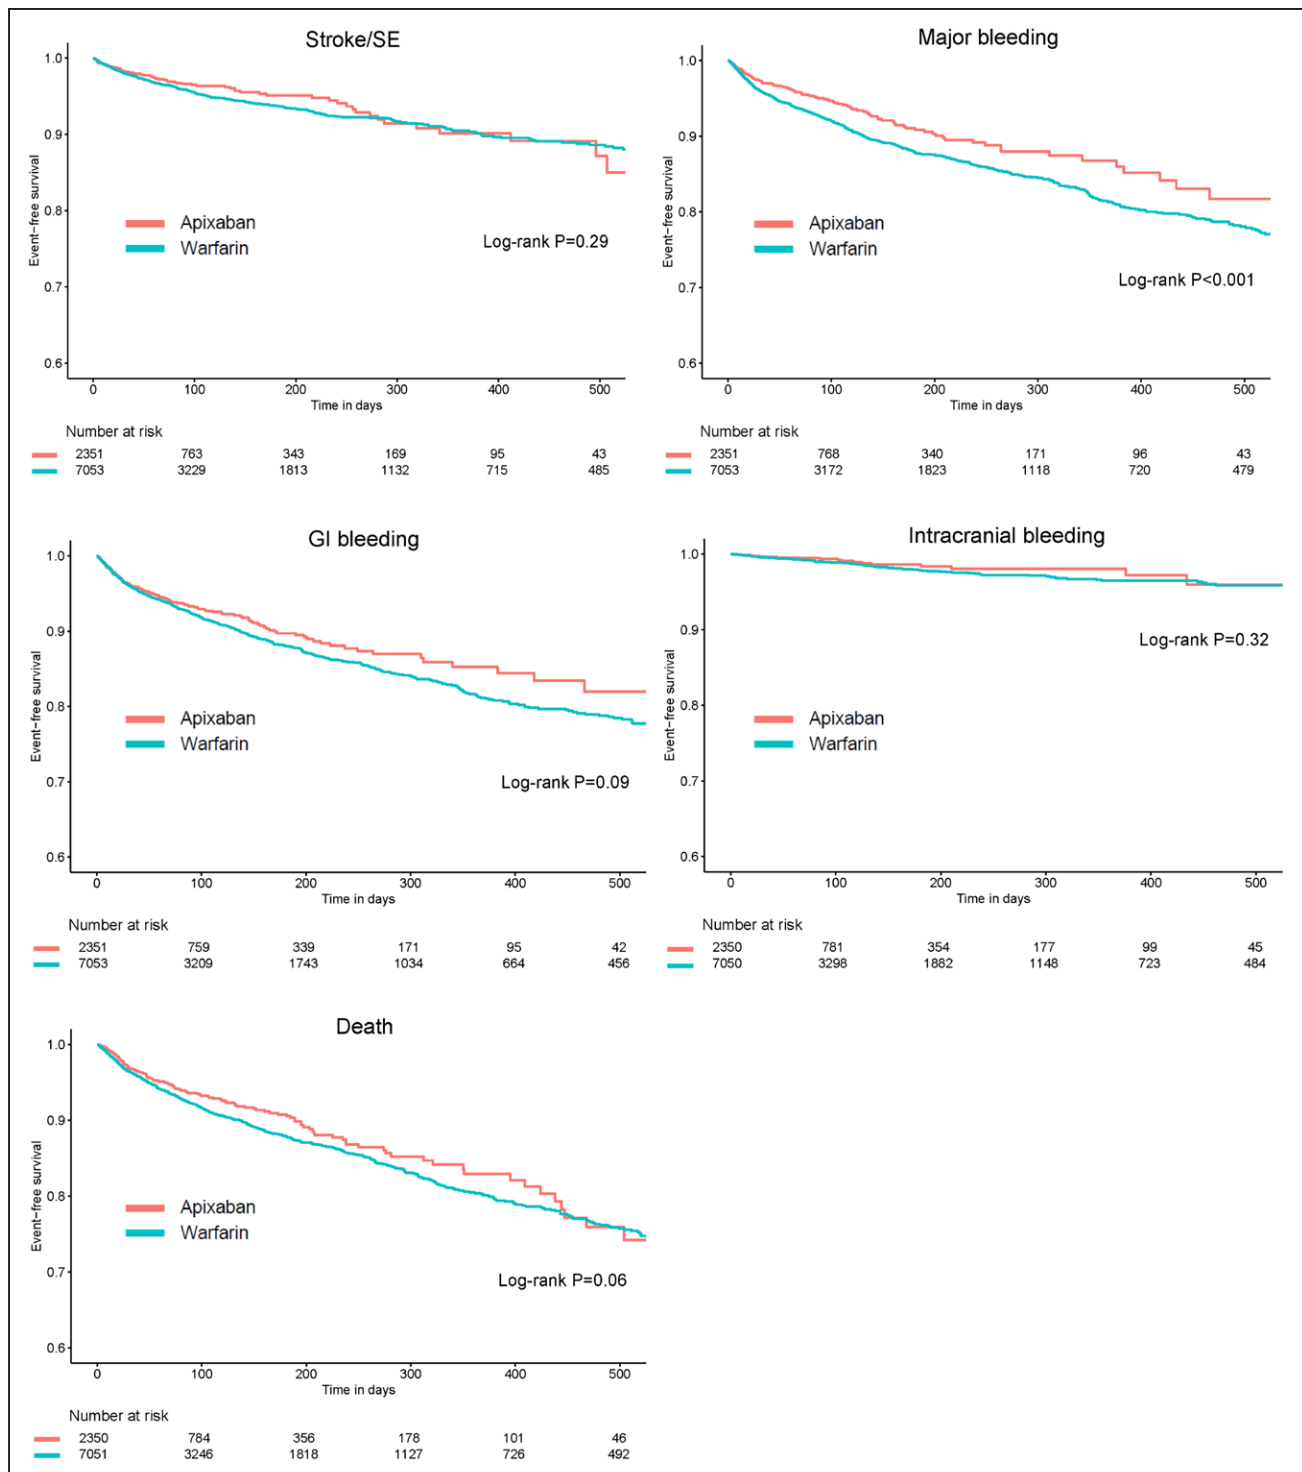 Stroke/SE
Event-free survival
1.0
0.9
0.8
0.7
0.6
Apixaban
Warfarin
Log-rank P=0.29
0 100 200 300 400 500
Time in days
Number at risk
2351 763 343 169 95 43
7053 3229 1813 1132 715 485
Major bleeding
Event-free survival
1.0
0.9
0.8
0.7
0.6
Apixaban
Warfarin
Log-rank P<0.001
0 100 200 300 400 500
Time in days
Number at risk
2351 768 340 171 96 43
7053 3172 1823 1118 720 479
GI bleeding
Event-free survival
1.0
0.9
0.8
0.7
0.6
Apixaban
Warfarin
Log-rank P=0.09
0 100 200 300 400 500
Time in days
Number at risk
2351 759 339 171 95 42
7053 3209 1743 1034 664 456
Intracranial bleeding
Event-free survival
1.0
0.9
0.8
0.7
0.6
Apixaban
Warfarin
Log-rank P=0.32
0 100 200 300 400 500
Time in days
Number at risk
2350 781 354 177 99 45
7050 3298 1882 1148 723 484
Death
Event-free survival
1.0
0.9
0.8
0.7
0.6
Apixaban
Warfarin
Log-rank P=0.06
0 100 200 300 400 500
Time in days
Number at risk
2350 784 356 178 101 46
7051 3246 1818 1127 726 492